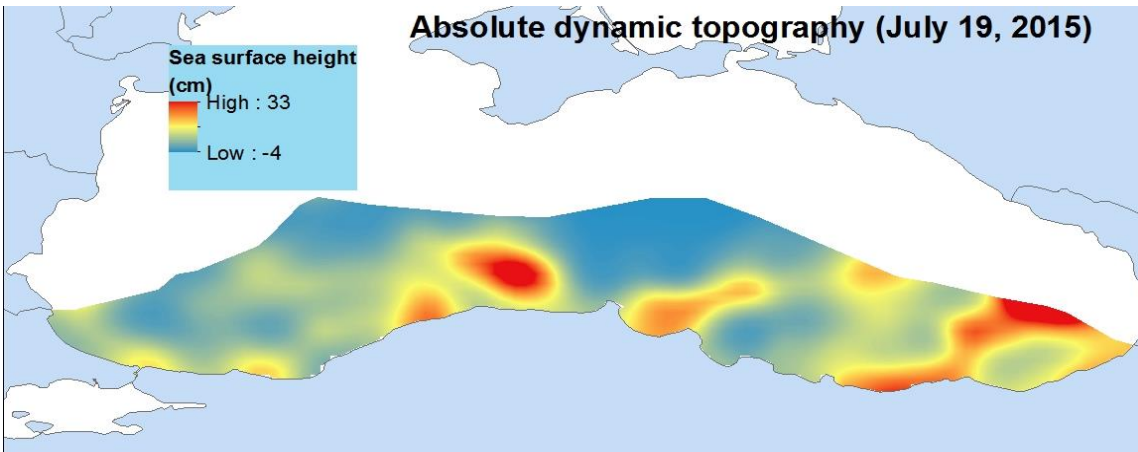 Absolute dynamic topography (July 19, 2015)
Sea surface height
(cm)
High : 33
Low : -4